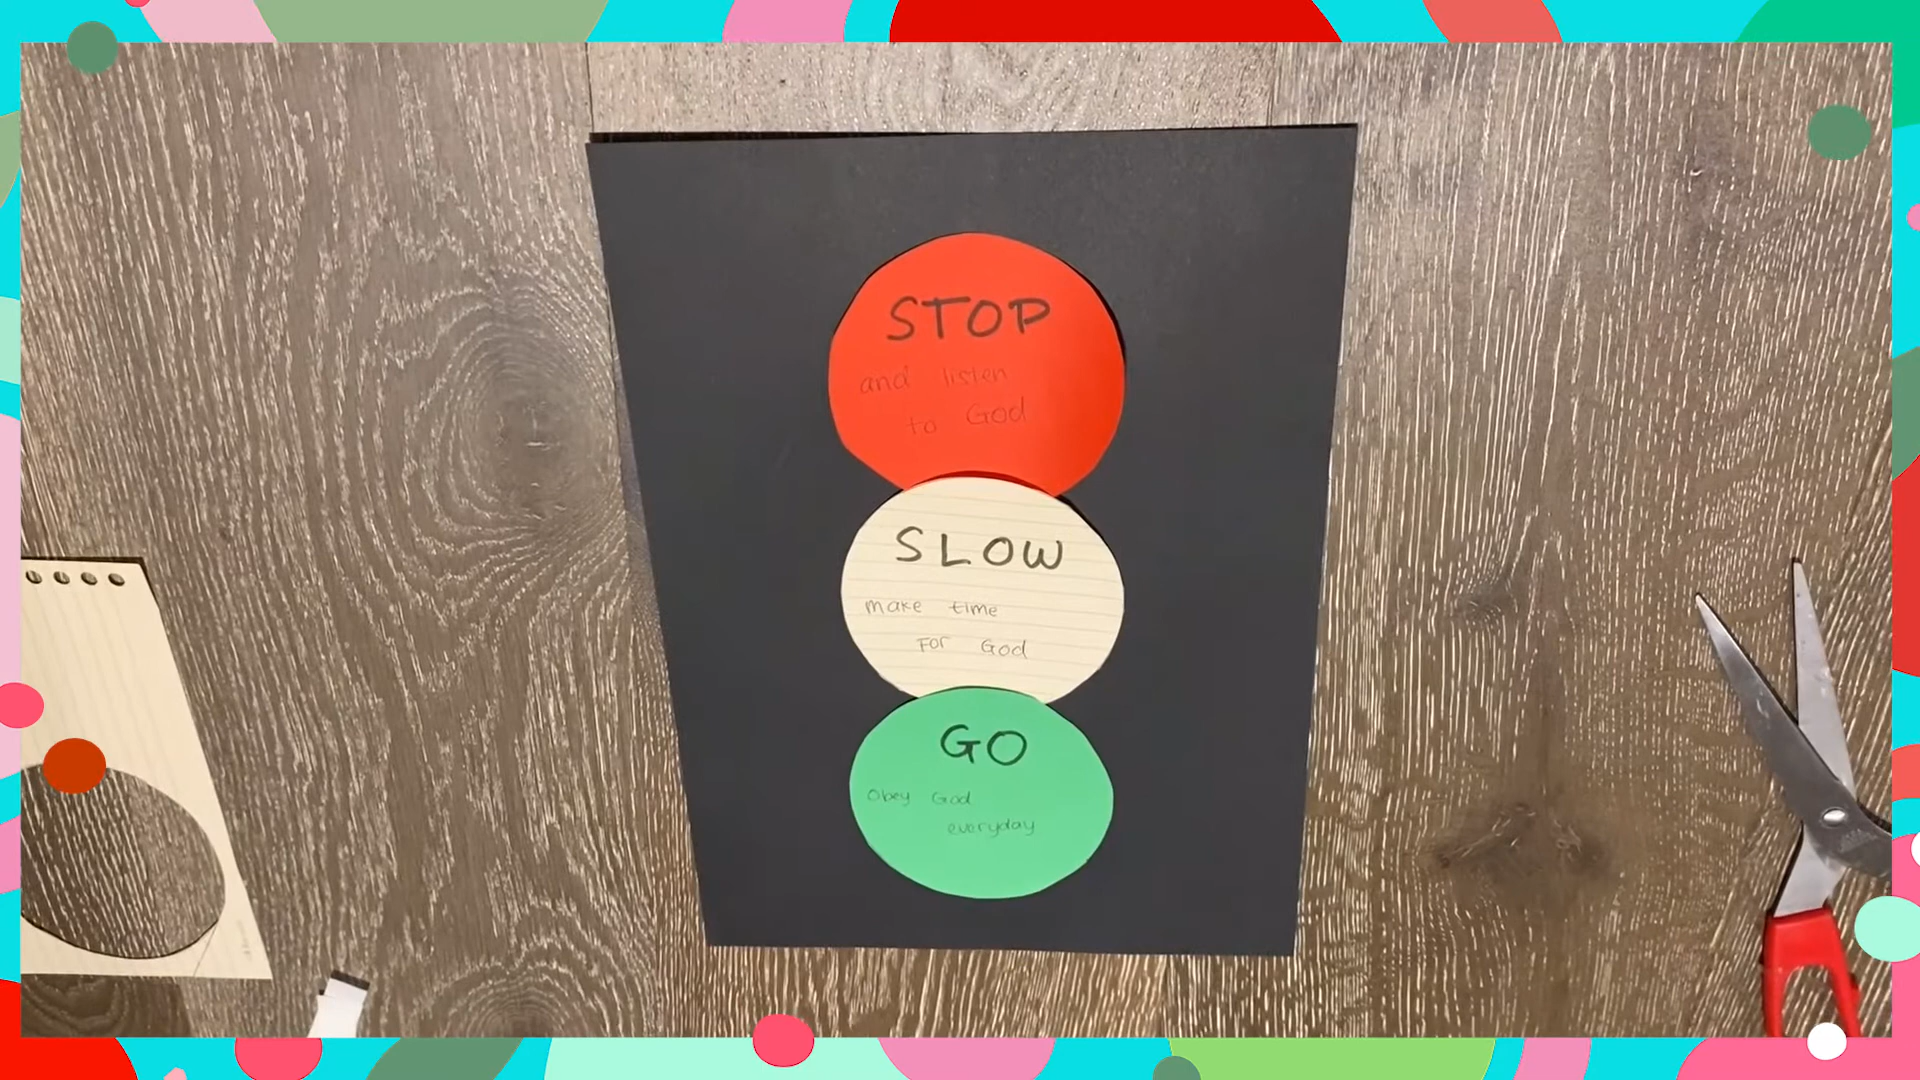 STOP
and listen
to God
SLOW
make time
For God
GO
Obey God
everyday